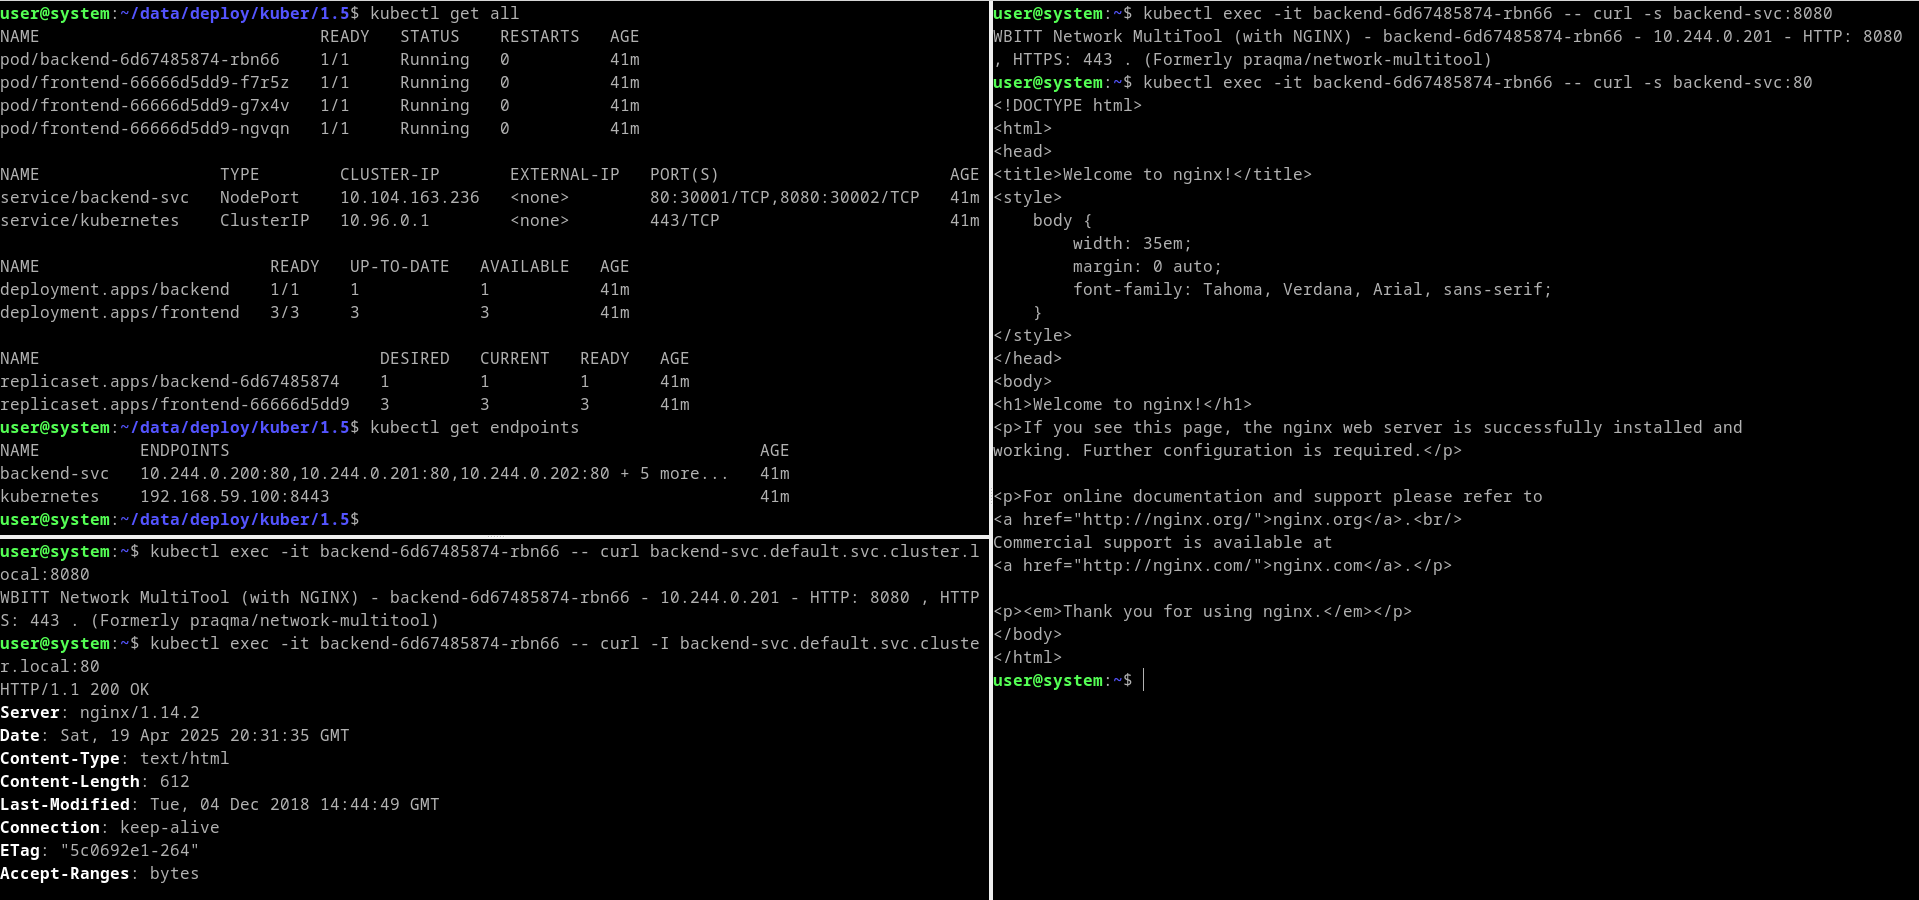 user@system:~/data/deploy/kuber/1.5$ kubectl get all
NAME                            READY   STATUS    RESTARTS   AGE
pod/backend-6d67485874-rbn66    1/1     Running   0          41m
pod/frontend-66666d5dd9-f7r5z   1/1     Running   0          41m
pod/frontend-66666d5dd9-g7x4v   1/1     Running   0          41m
pod/frontend-66666d5dd9-ngvqn   1/1     Running   0          41m

NAME                  TYPE        CLUSTER-IP       EXTERNAL-IP   PORT(S)                       AGE
service/backend-svc   NodePort    10.104.163.236   <none>        80:30001/TCP,8080:30002/TCP   41m
service/kubernetes    ClusterIP   10.96.0.1        <none>        443/TCP                       41m

NAME                       READY   UP-TO-DATE   AVAILABLE   AGE
deployment.apps/backend    1/1     1            1           41m
deployment.apps/frontend   3/3     3            3           41m

NAME                                  DESIRED   CURRENT   READY   AGE
replicaset.apps/backend-6d67485874    1         1         1       41m
replicaset.apps/frontend-66666d5dd9   3         3         3       41m
user@system:~/data/deploy/kuber/1.5$ kubectl get endpoints
NAME          ENDPOINTS                                                     AGE
backend-svc   10.244.0.200:80,10.244.0.201:80,10.244.0.202:80 + 5 more...   41m
kubernetes    192.168.59.100:8443                                           41m
user@system:~/data/deploy/kuber/1.5$
user@system:~$ kubectl exec -it backend-6d67485874-rbn66 -- curl backend-svc.default.svc.cluster.l
ocal:8080
WBITT Network MultiTool (with NGINX) - backend-6d67485874-rbn66 - 10.244.0.201 - HTTP: 8080 , HTTP
S: 443 . (Formerly praqma/network-multitool)
user@system:~$ kubectl exec -it backend-6d67485874-rbn66 -- curl -I backend-svc.default.svc.cluste
r.local:80
HTTP/1.1 200 OK
Server: nginx/1.14.2
Date: Sat, 19 Apr 2025 20:31:35 GMT
Content-Type: text/html
Content-Length: 612
Last-Modified: Tue, 04 Dec 2018 14:44:49 GMT
Connection: keep-alive
ETag: "5c0692e1-264"
Accept-Ranges: bytes
user@system:~$ kubectl exec -it backend-6d67485874-rbn66 -- curl -s backend-svc:8080
WBITT Network MultiTool (with NGINX) - backend-6d67485874-rbn66 - 10.244.0.201 - HTTP: 8080
, HTTPS: 443 . (Formerly praqma/network-multitool)
user@system:~$ kubectl exec -it backend-6d67485874-rbn66 -- curl -s backend-svc:80
<!DOCTYPE html>
<html>
<head>
<title>Welcome to nginx!</title>
<style>
    body {
        width: 35em;
        margin: 0 auto;
        font-family: Tahoma, Verdana, Arial, sans-serif;
    }
</style>
</head>
<body>
<h1>Welcome to nginx!</h1>
<p>If you see this page, the nginx web server is successfully installed and
working. Further configuration is required.</p>

<p>For online documentation and support please refer to
<a href="http://nginx.org/">nginx.org</a>.<br/>
Commercial support is available at
<a href="http://nginx.com/">nginx.com</a>.</p>

<p><em>Thank you for using nginx.</em></p>
</body>
</html>
user@system:~$